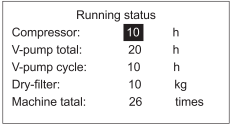 Running status
Compressor: 10 h
V-pump total: 20 h
V-pump cycle: 10 h
Dry-filter: 10 kg
Machine tatal: 26 times